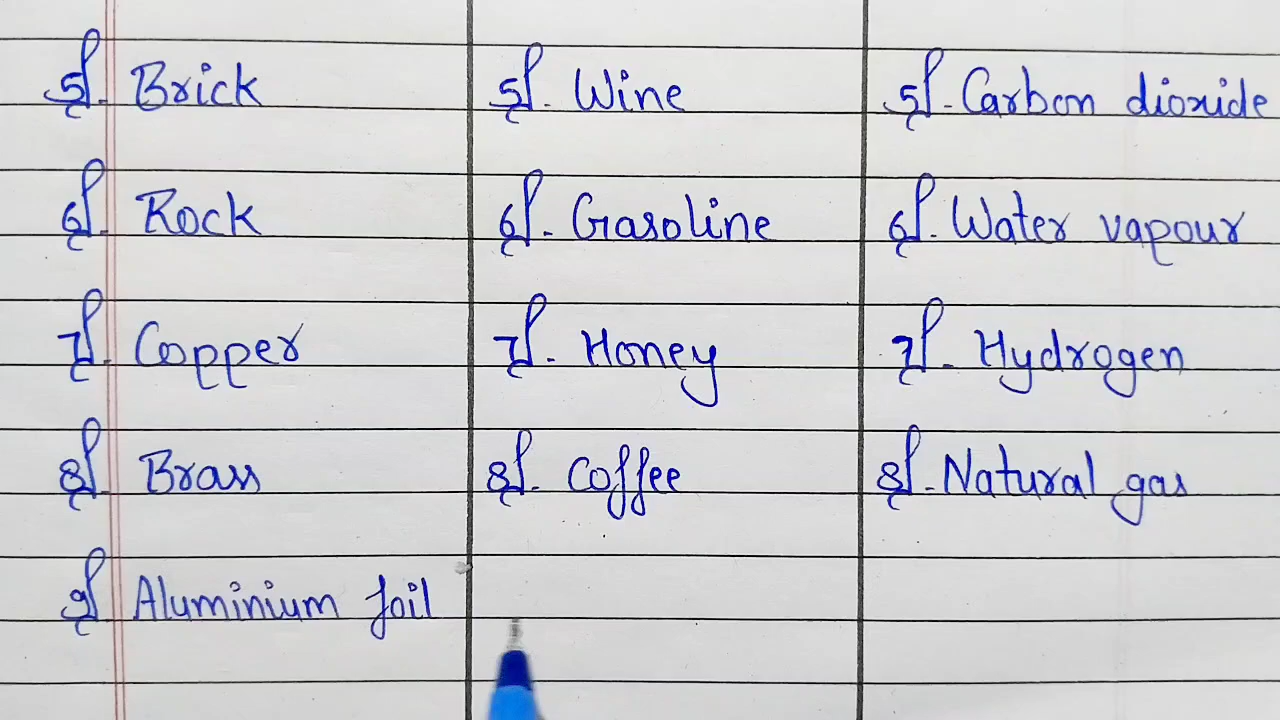 5. Brick 5. Wine 5. Carbon dioxide
6. Rock 6. Gasoline 6. Water vapour
7. Copper 7. Honey 7. Hydrogen
8. Brass 8. Coffee 8. Natural gas
9. Aluminium foil